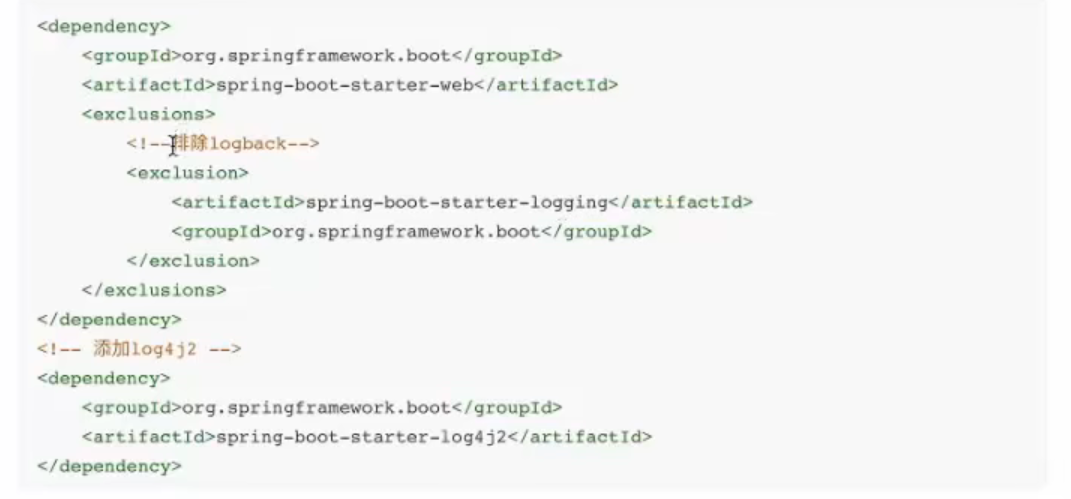 <dependency>
    <groupId>org.springframework.boot</groupId>
    <artifactId>spring-boot-starter-web</artifactId>
    <exclusions>
        <!--排除logback-->
        <exclusion>
            <artifactId>spring-boot-starter-logging</artifactId>
            <groupId>org.springframework.boot</groupId>
        </exclusion>
    </exclusions>
</dependency>
<!-- 添加log4j2 -->
<dependency>
    <groupId>org.springframework.boot</groupId>
    <artifactId>spring-boot-starter-log4j2</artifactId>
</dependency>